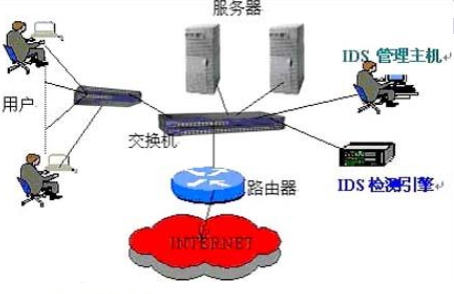 服务器
IDS 管理主机
用户
交换机
路由器
IDS 检测引擎
INTERNET